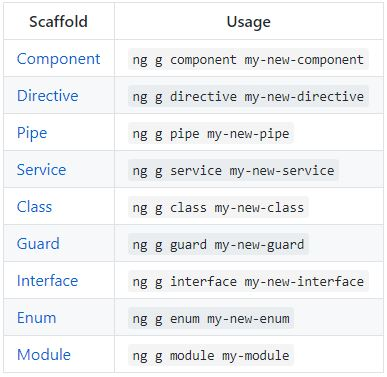 Scaffold Usage
Component ng g component my-new-component
Directive ng g directive my-new-directive
Pipe ng g pipe my-new-pipe
Service ng g service my-new-service
Class ng g class my-new-class
Guard ng g guard my-new-guard
Interface ng g interface my-new-interface
Enum ng g enum my-new-enum
Module ng g module my-module